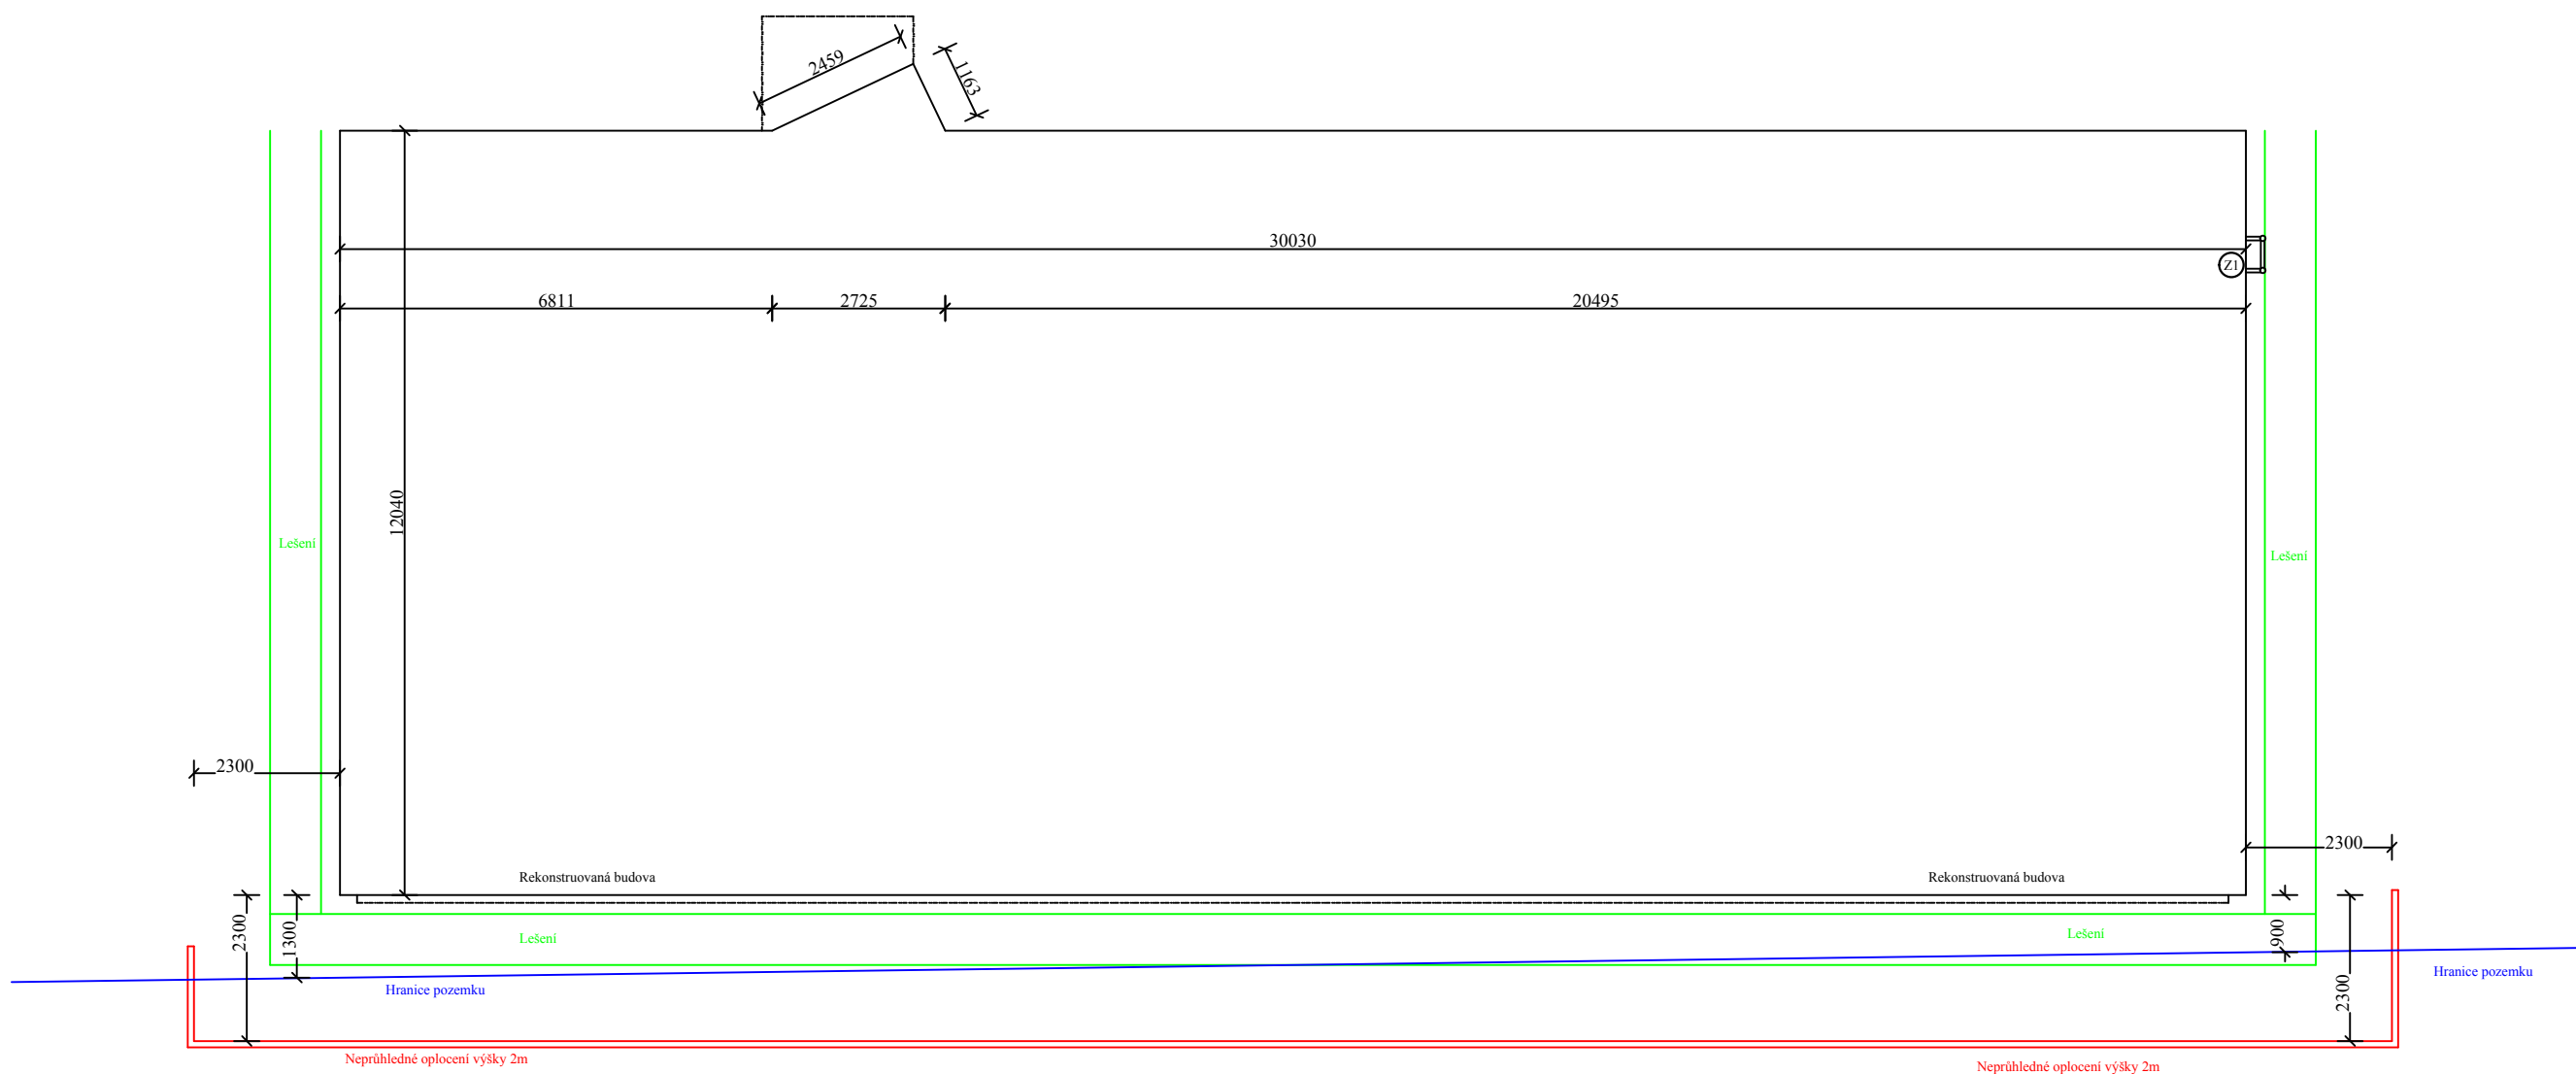 2459
1163
30030
Z1
6811
2725
20495
12040
Lešení
Lešení
2300
2300
Rekonstruovaná budova
Rekonstruovaná budova
2300
1300
Lešení
Lešení
900
2300
Hranice pozemku
Hranice pozemku
Neprůhledné oplocení výšky 2m
Neprůhledné oplocení výšky 2m